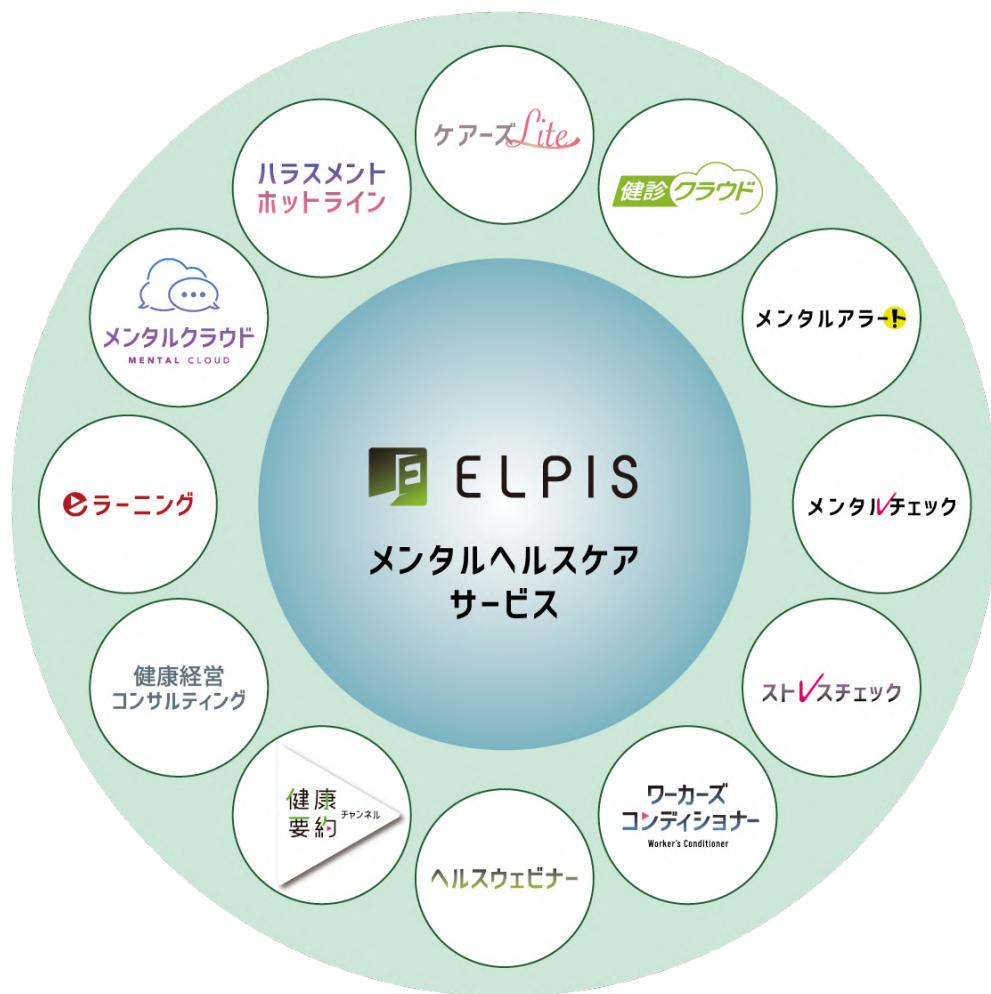 ケアーズLite
健診クラウド
メンタルアラート
メンタルチェック
ストレスチェック
ワーカーズ
コンディショナー
Worker's Conditioner
ヘルスウェビナー
健康
要約
チャンネル
健康経営
コンサルティング
eラーニング
メンタルクラウド
MENTAL CLOUD
ハラスメント
ホットライン
E ELPIS
メンタルヘルスケア
サービス